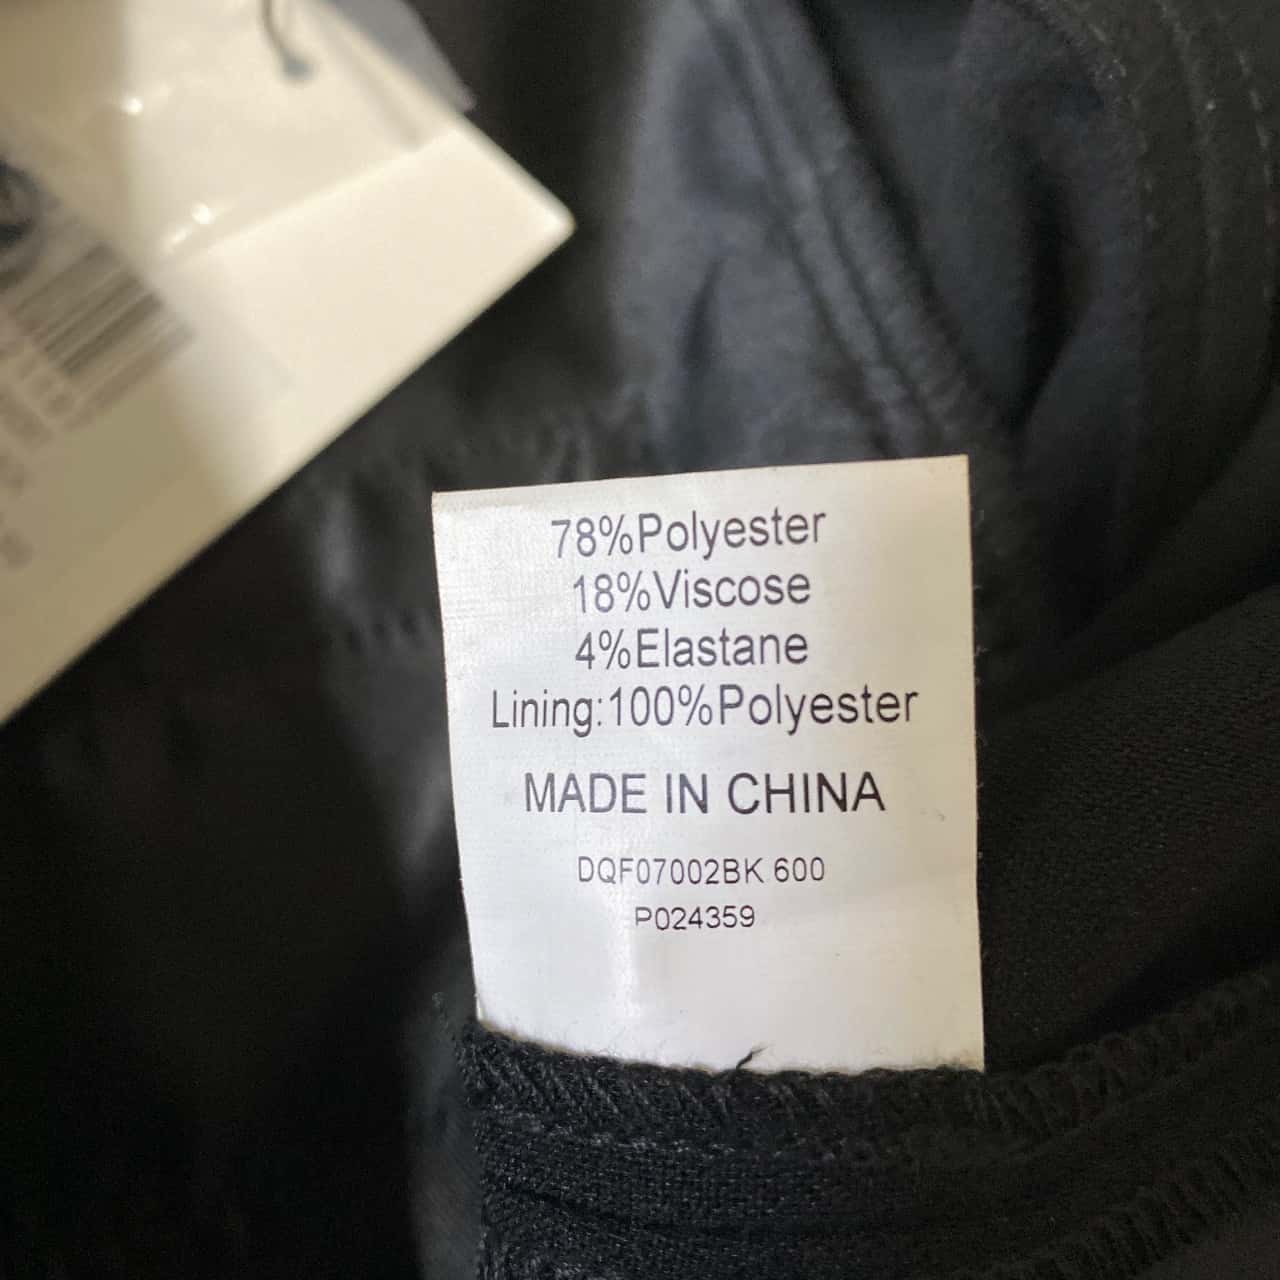 78%Polyester
18%Viscose
4%Elastane
Lining:100%Polyester
MADE IN CHINA
DQF07002BK 600
P024359